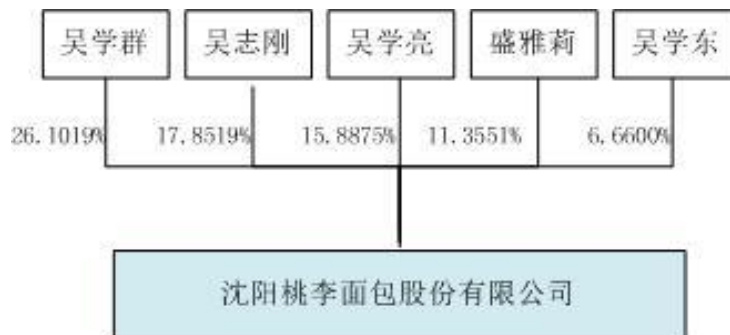 吴学群 吴志刚 吴学亮 盛雅莉 吴学东
26.1019% 17.8519% 15.8875% 11.3551% 6.6600%
沈阳桃李面包股份有限公司